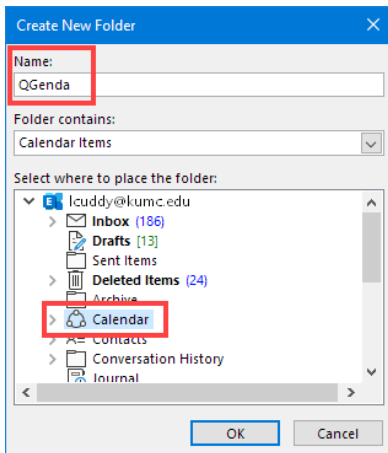 Create New Folder
Name:
QGenda
Folder contains:
Calendar Items
Select where to place the folder:
lcuddy@kumc.edu
Inbox (186)
Drafts [13]
Sent Items
Deleted Items (24)
Archive
Calendar
Contacts
Conversation History
Journal
OK Cancel